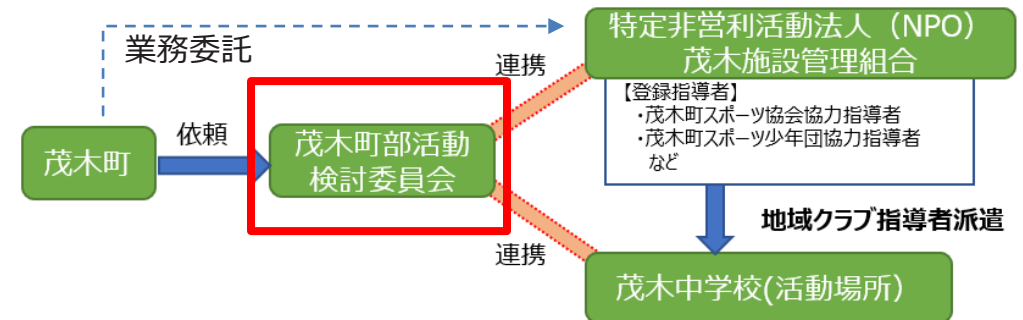 業務委託
特定非営利活動法人（NPO）
茂木施設管理組合
連携
【登録指導者】
・茂木町スポーツ協会協力指導者
・茂木町スポーツ少年団協力指導者
など
茂木町
依頼
茂木町部活動
検討委員会
地域クラブ指導者派遣
連携
茂木中学校(活動場所）